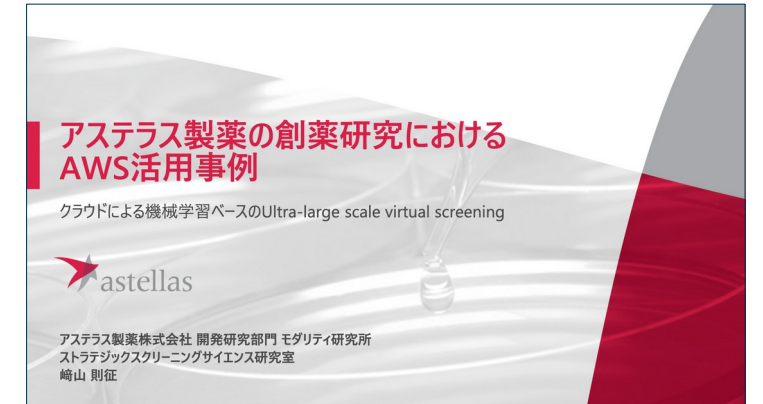 アステラス製薬の創薬研究における
AWS活用事例
クラウドによる機械学習ベースのUltra-large scale virtual screening
astellas
アステラス製薬株式会社 開発研究部門 モダリティ研究所
ストラテジックスクリーニングサイエンス研究室
﨑山 則征